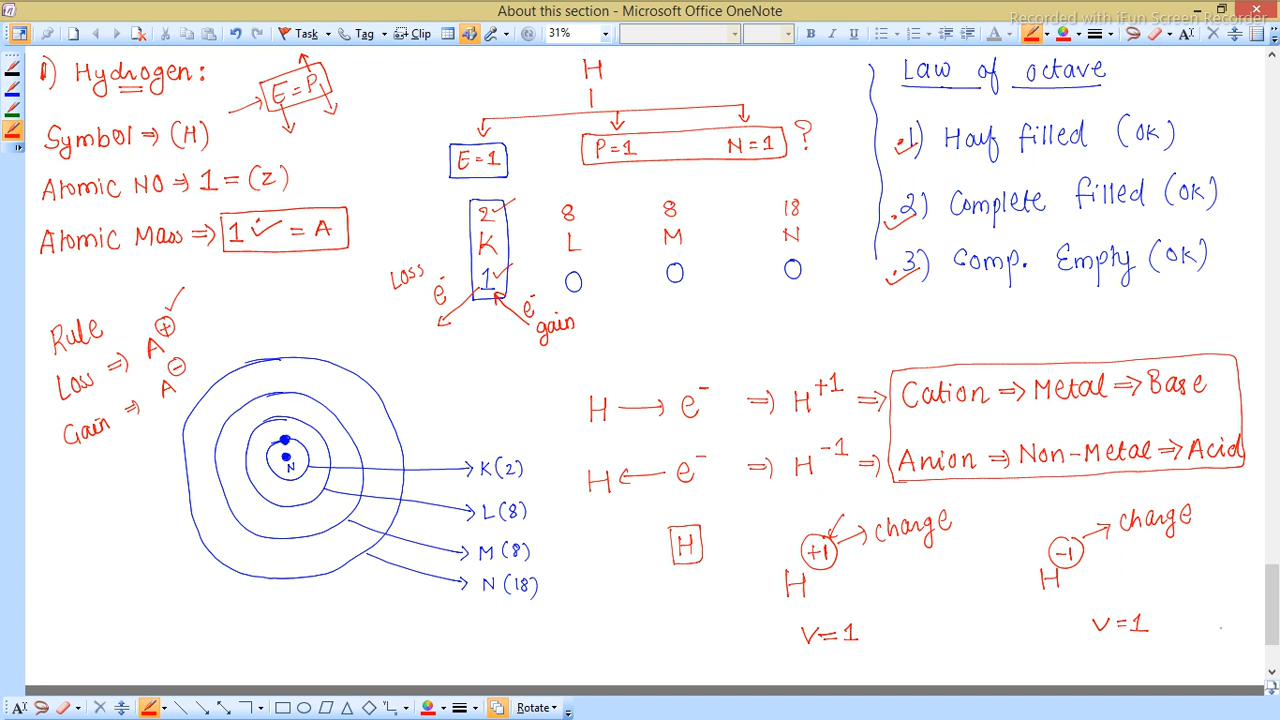 About this section - Microsoft Office OneNote
Recorded with iFun Screen Recorder
Task
Tag
Clip
31%
B I U
A
1) Hydrogen:
E = P
Symbol ⇒ (H)
Atomic NO ⇒ 1 = (Z)
Atomic Mass ⇒ 1 ✓ = A
H
E = 1
P = 1 N = 1 ?
2 ✓ 8 8 18
K L M N
1 ✓ 0 0 0
Loss e⁻
e⁻ gain
Law of octave
1) Half filled (OK)
2) Complete filled (OK)
3) Comp. Empty (OK)
Rule
Loss ⇒ A⊕
Gain ⇒ A⊖
N
K (2)
L (8)
M (8)
N (18)
H → e⁻ ⇒ H⁺¹ ⇒ Cation ⇒ Metal ⇒ Base
H ← e⁻ ⇒ H⁻¹ ⇒ Anion ⇒ Non-Metal ⇒ Acid
H
H +1 → charge
V = 1
H -1 → charge
V = 1
Rotate